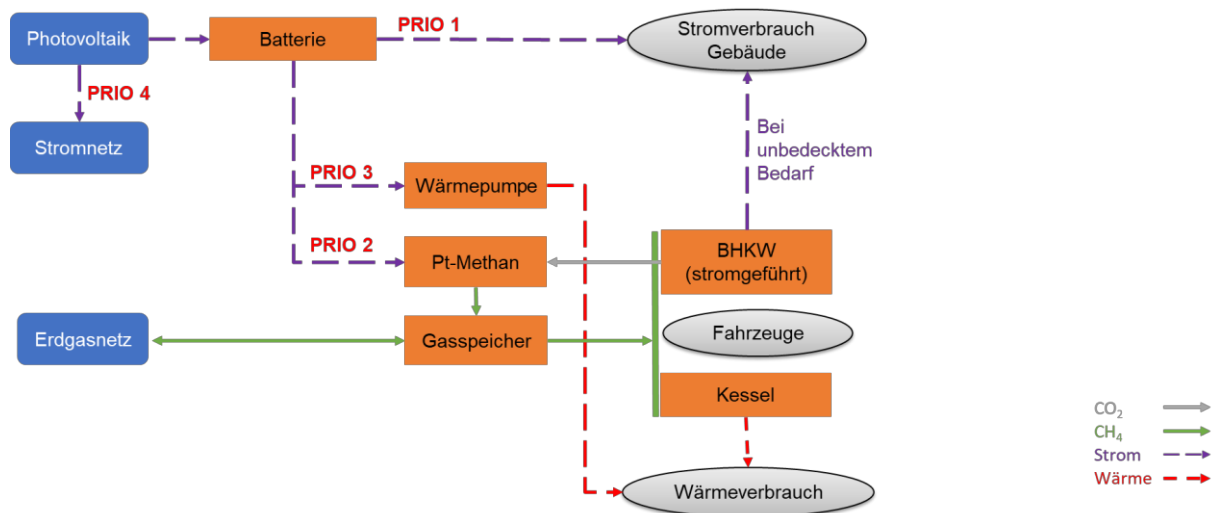 Photovoltaik
Batterie
PRIO 1
Stromverbrauch
Gebäude
PRIO 4
Stromnetz
Bei
unbedecktem
Bedarf
PRIO 3
Wärmepumpe
PRIO 2
Pt-Methan
BHKW
(stromgeführt)
Erdgasnetz
Gasspeicher
Fahrzeuge
Kessel
Wärmeverbrauch
CO₂
CH₄
Strom
Wärme